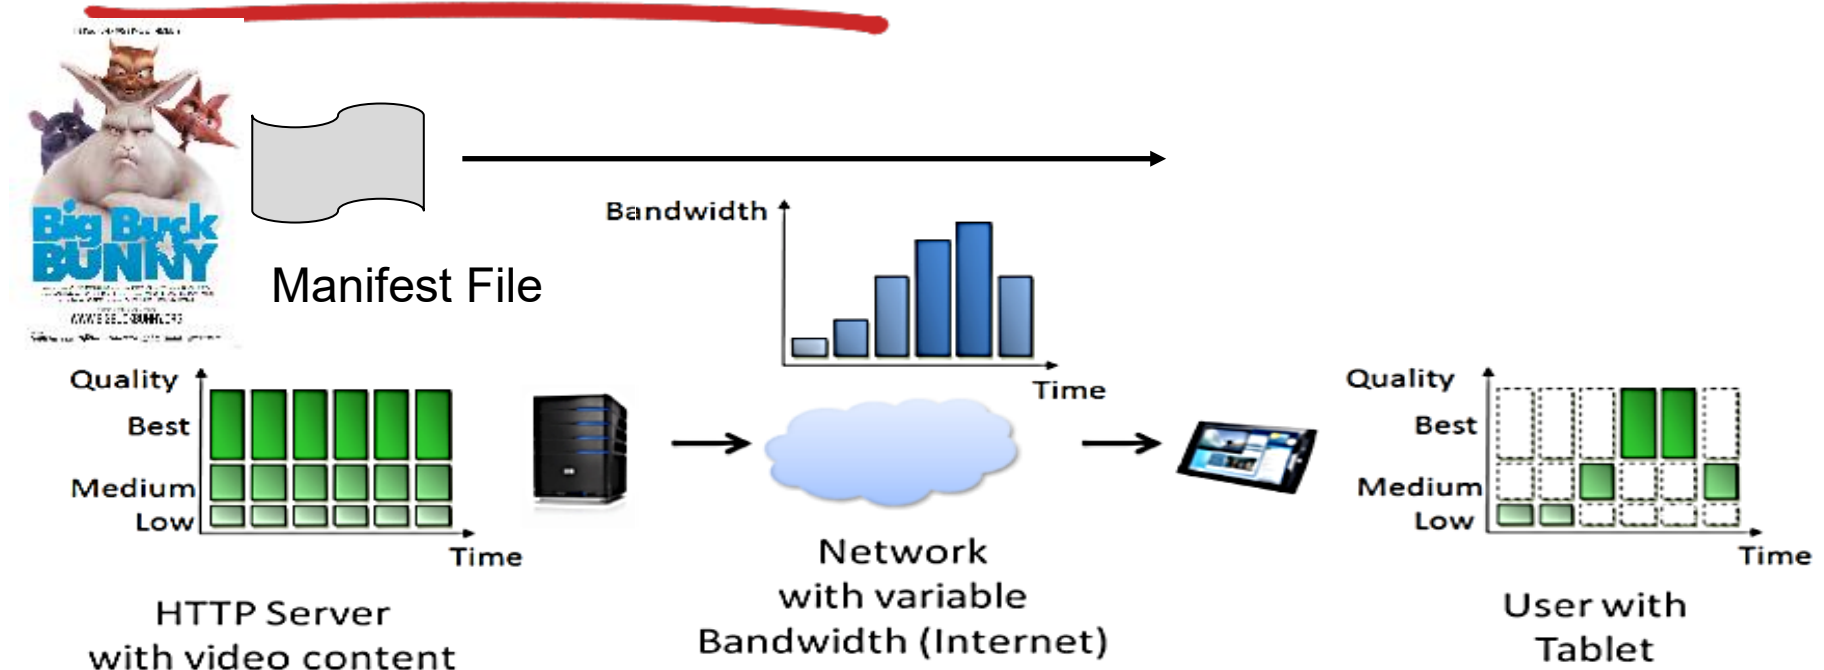 Big Buck
BUNNY
Manifest File
Bandwidth
Time
Quality
Best
Medium
Low
Time
HTTP Server
with video content
Network
with variable
Bandwidth (Internet)
Quality
Best
Medium
Low
Time
User with
Tablet